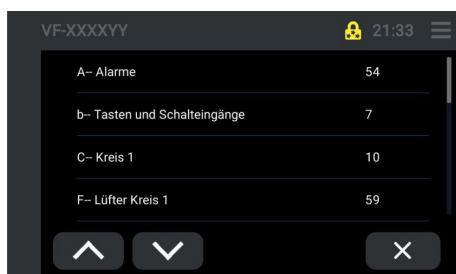 VF-XXXXYY 21:33
A-- Alarme 54
b-- Tasten und Schalteingänge 7
C-- Kreis 1 10
F-- Lüfter Kreis 1 59